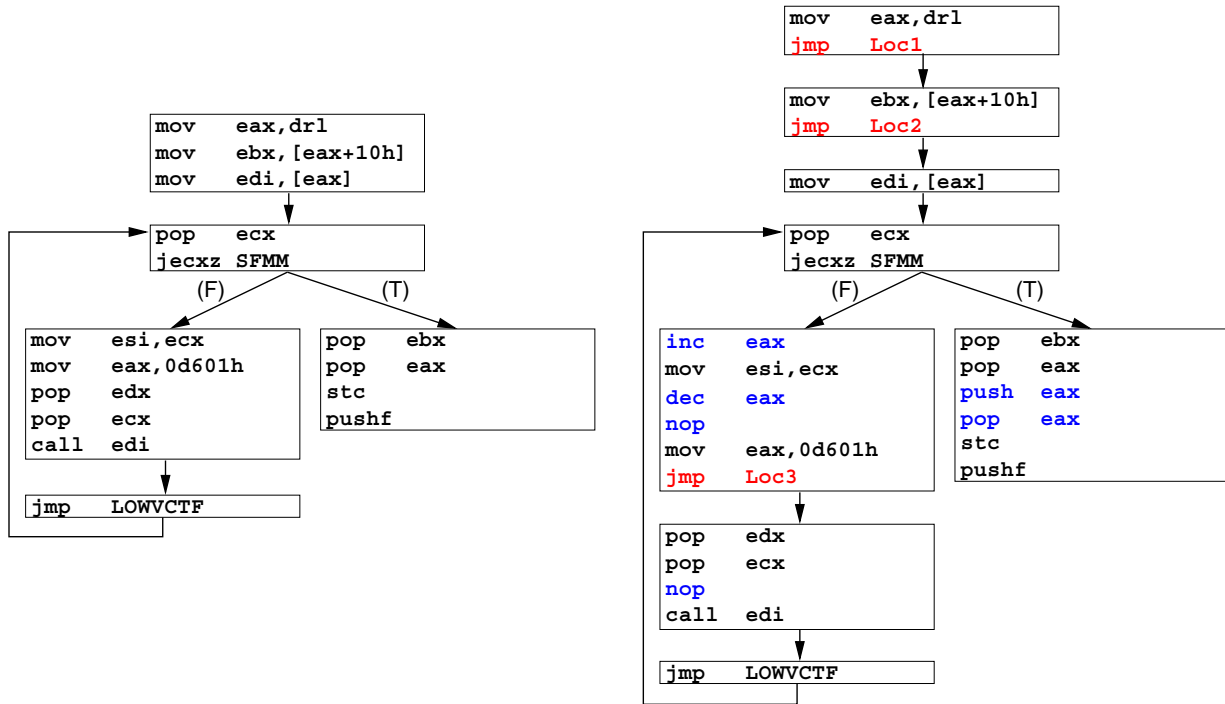 mov eax,drl
mov ebx,[eax+10h]
mov edi,[eax]
pop ecx
jecxz SFMM
(F)
(T)
mov esi,ecx
mov eax,0d601h
pop edx
pop ecx
call edi
pop ebx
pop eax
stc
pushf
jmp LOWVCTF
mov eax,drl
jmp Loc1
mov ebx,[eax+10h]
jmp Loc2
mov edi,[eax]
pop ecx
jecxz SFMM
(F)
(T)
inc eax
mov esi,ecx
dec eax
nop
mov eax,0d601h
jmp Loc3
pop ebx
pop eax
push eax
pop eax
stc
pushf
pop edx
pop ecx
nop
call edi
jmp LOWVCTF